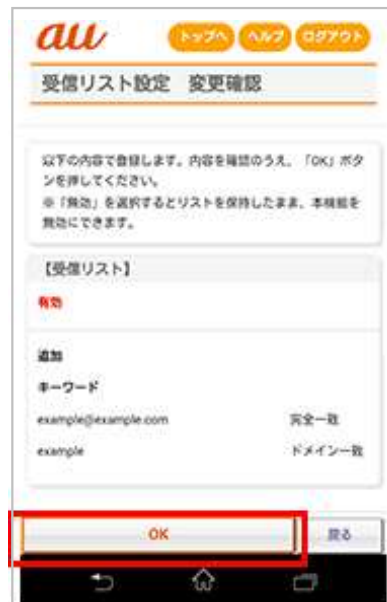 au
トップへ ヘルプ ログアウト
受信リスト設定 変更確認
以下の内容で登録します。内容を確認のうえ、「OK」ボタ
ンを押してください。
※「無効」を選択するとリストを保持したまま、本機能を
無効にできます。
【受信リスト】
有効
追加
キーワード
example@example.com 完全一致
example ドメイン一致
OK 戻る